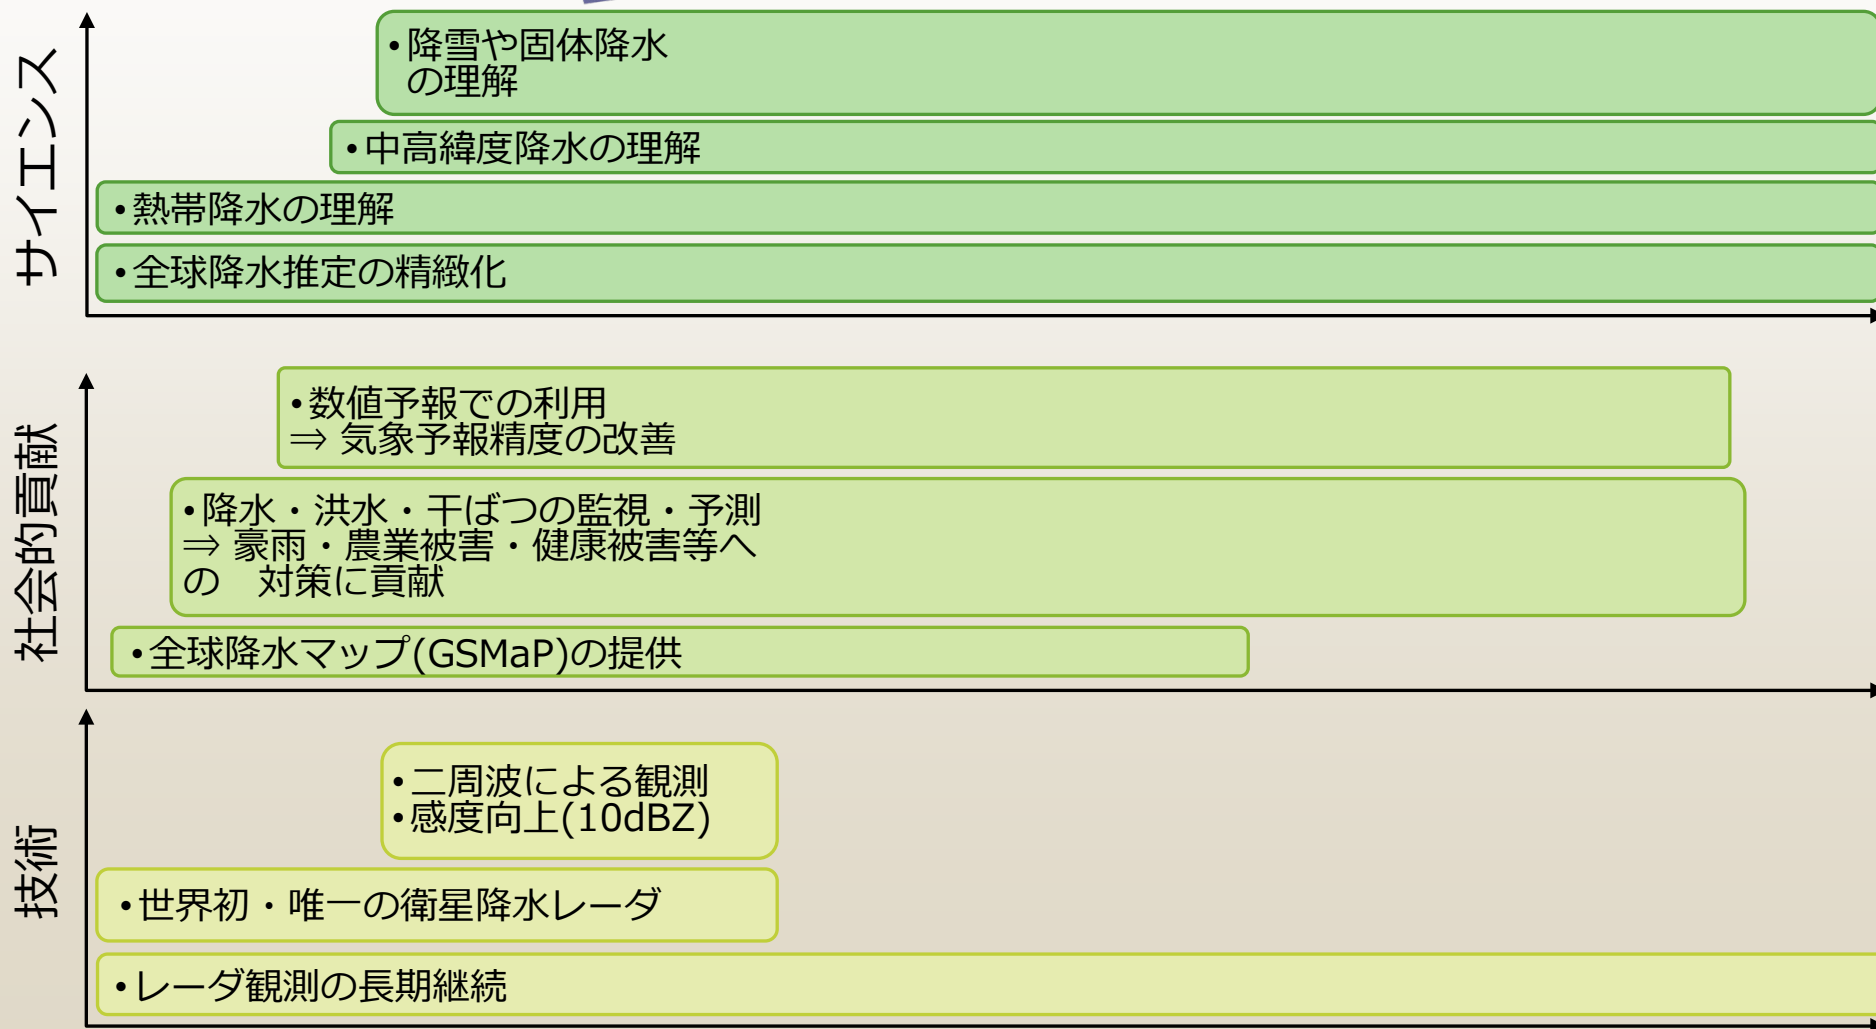 サイエンス
•降雪や固体降水
の理解
•中高緯度降水の理解
•熱帯降水の理解
•全球降水推定の精緻化
社会的貢献
•数値予報での利用
⇒ 気象予報精度の改善
•降水・洪水・干ばつの監視・予測
⇒ 豪雨・農業被害・健康被害等へ
の　対策に貢献
•全球降水マップ(GSMaP)の提供
技術
•二周波による観測
•感度向上(10dBZ)
•世界初・唯一の衛星降水レーダ
•レーダ観測の長期継続